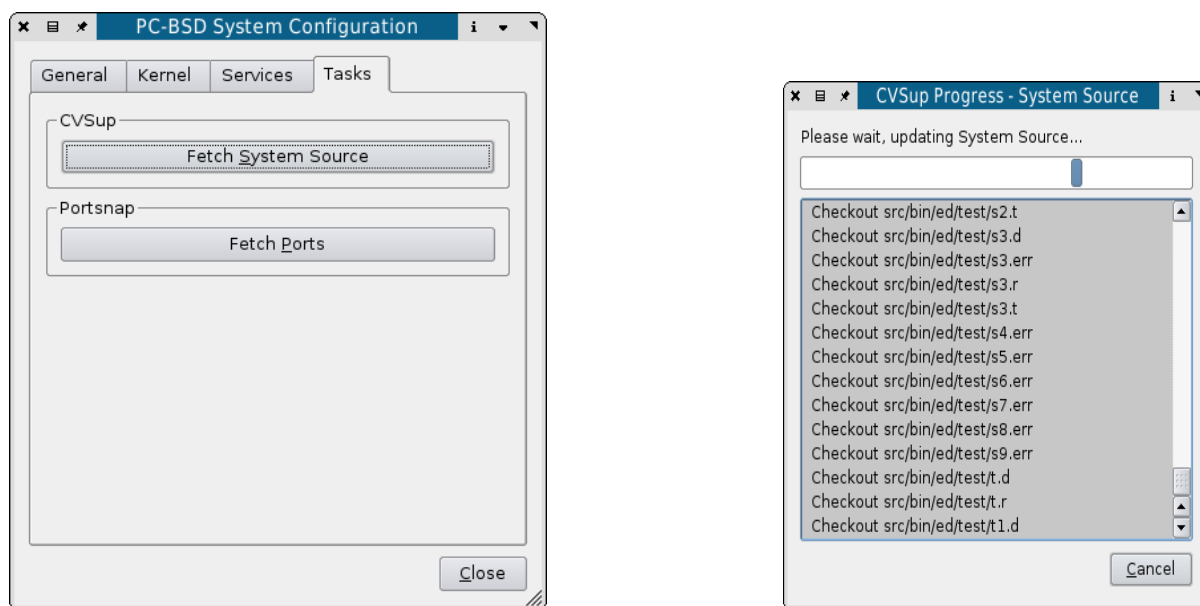 PC-BSD System Configuration
i
General Kernel Services Tasks
CVSup
Fetch System Source
Portsnap
Fetch Ports
Close
CVSup Progress - System Source
i
Please wait, updating System Source...
Checkout src/bin/ed/test/s2.t
Checkout src/bin/ed/test/s3.d
Checkout src/bin/ed/test/s3.err
Checkout src/bin/ed/test/s3.r
Checkout src/bin/ed/test/s3.t
Checkout src/bin/ed/test/s4.err
Checkout src/bin/ed/test/s5.err
Checkout src/bin/ed/test/s6.err
Checkout src/bin/ed/test/s7.err
Checkout src/bin/ed/test/s8.err
Checkout src/bin/ed/test/s9.err
Checkout src/bin/ed/test/t.d
Checkout src/bin/ed/test/t.r
Checkout src/bin/ed/test/t1.d
Cancel